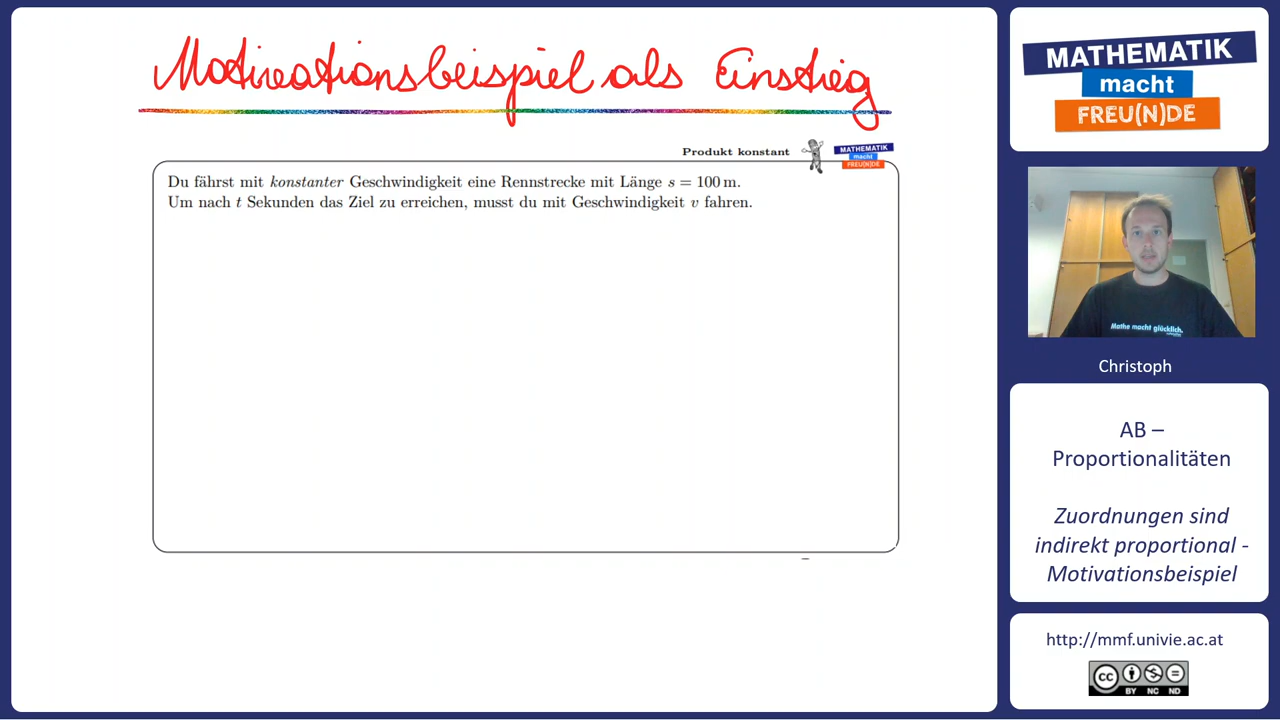 Motivationsbeispiel als Einstieg
Produkt konstant
MATHEMATIK
macht
FREU(N)DE
Du fährst mit konstanter Geschwindigkeit eine Rennstrecke mit Länge s = 100 m.
Um nach t Sekunden das Ziel zu erreichen, musst du mit Geschwindigkeit v fahren.
MATHEMATIK
macht
FREU(N)DE
Mathe macht glücklich.
Christoph
AB –
Proportionalitäten
Zuordnungen sind
indirekt proportional -
Motivationsbeispiel
http://mmf.univie.ac.at
CC
BY NC ND